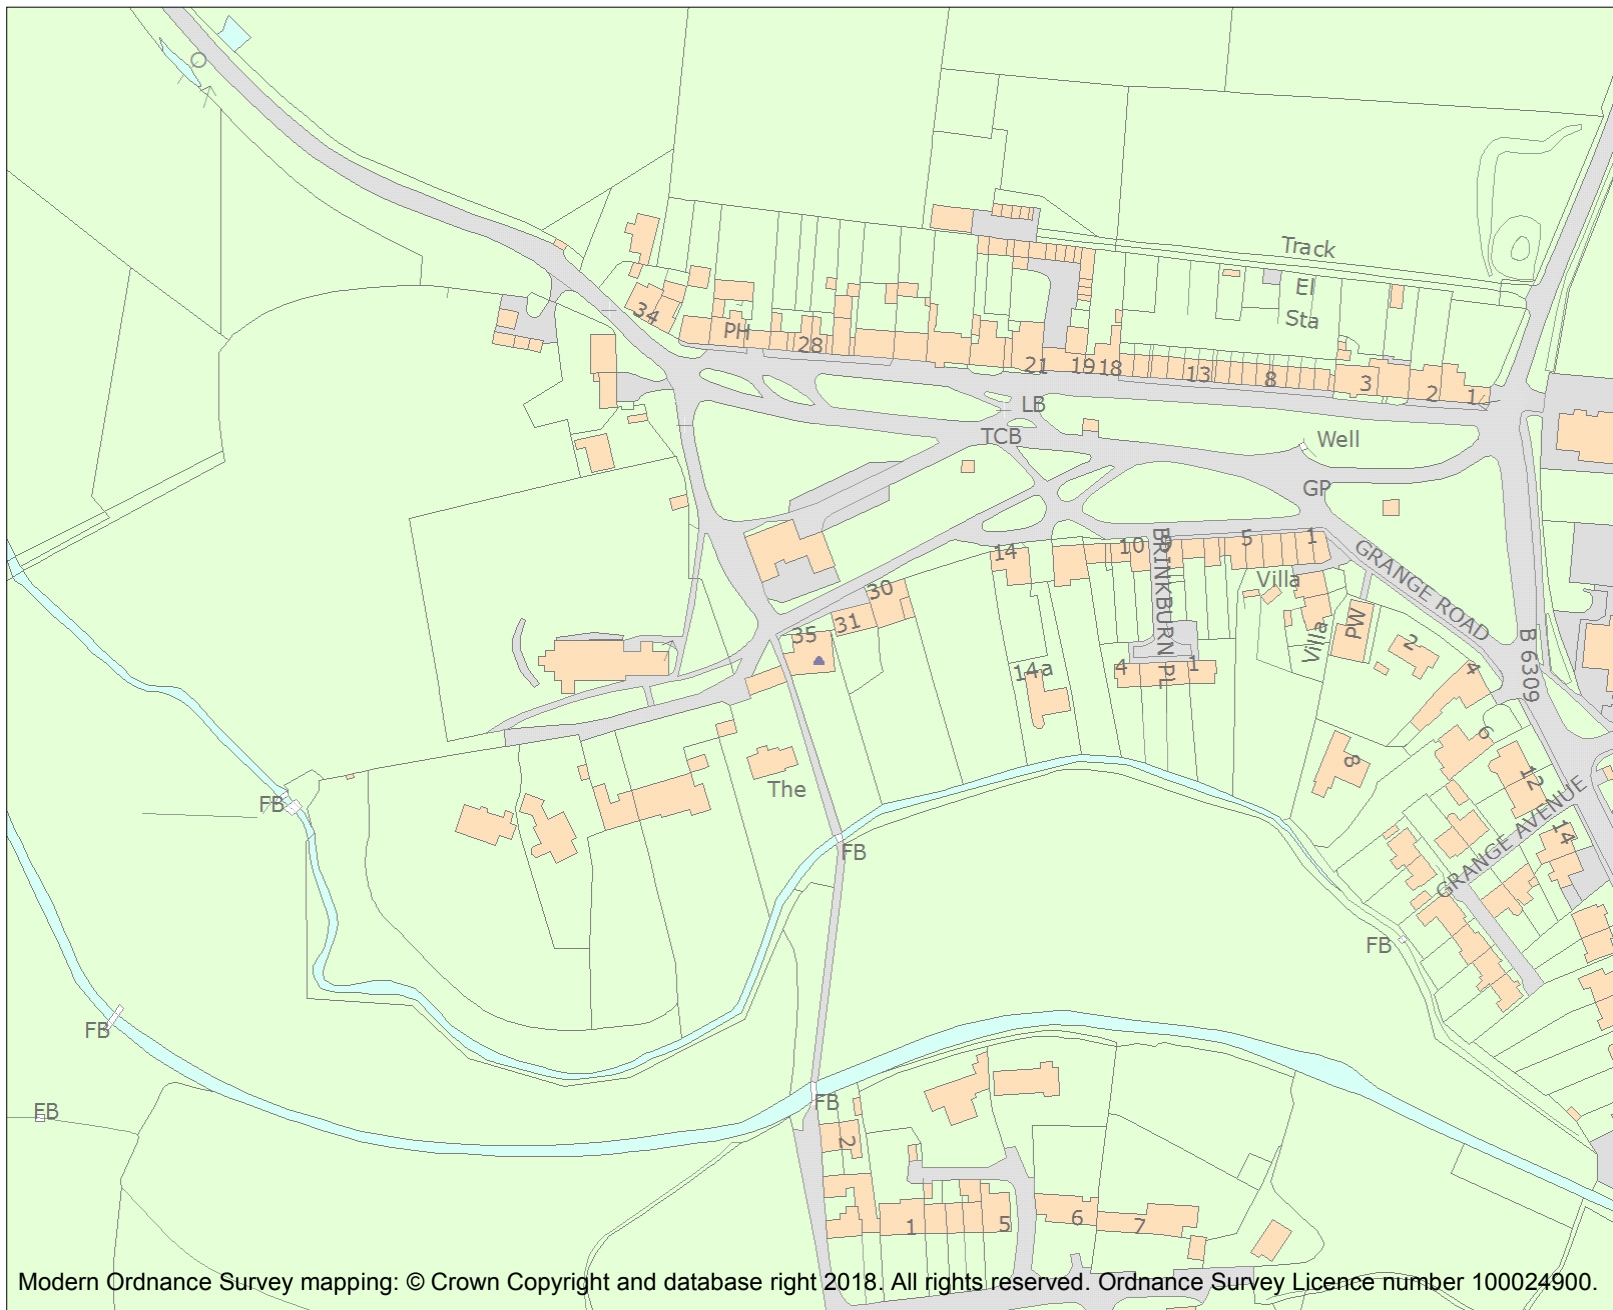 Track
El
Sta
34
PH
28
21
19
18
13
8
3
2
1
LB
TCB
Well
GP
14
10
9
5
1
BRINKBURN PL
Villa
GRANGE ROAD
30
31
35
Villa
PW
2
B 6309
14a
4
1
4
6
8
12
The
FB
GRANGE AVENUE
14
FB
FB
FB
FB
FB
2
1
5
6
7
Modern Ordnance Survey mapping: © Crown Copyright and database right 2018. All rights reserved. Ordnance Survey Licence number 100024900.